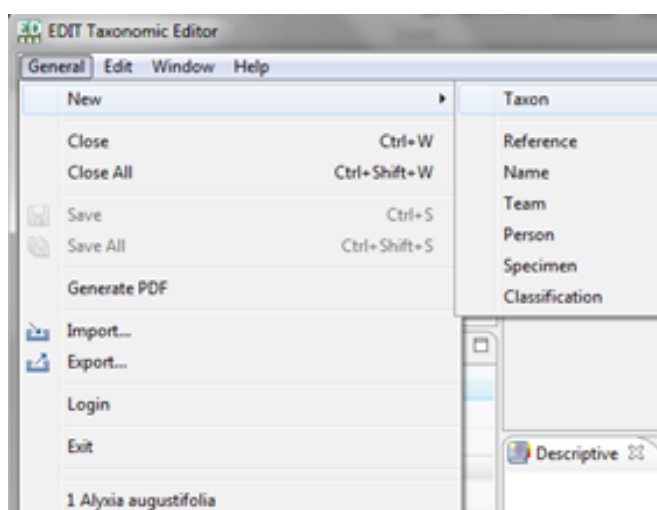 EDIT Taxonomic Editor
General Edit Window Help
New
Close Ctrl+W
Close All Ctrl+Shift+W
Save Ctrl+S
Save All Ctrl+Shift+S
Generate PDF
Import...
Export...
Login
Exit
1 Alyxia augustifolia
Taxon
Reference
Name
Team
Person
Specimen
Classification
Descriptive